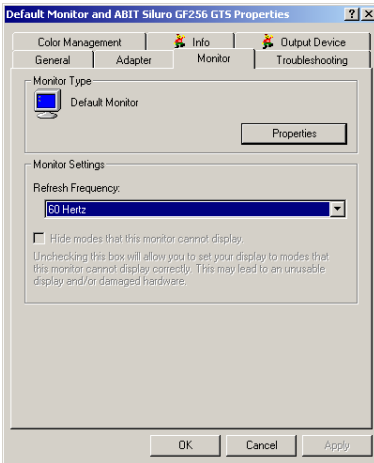 Default Monitor and ABIT Siluro GF256 GTS Properties
Color Management Info Output Device
General Adapter Monitor Troubleshooting
Monitor Type
Default Monitor
Properties
Monitor Settings
Refresh Frequency:
60 Hertz
Hide modes that this monitor cannot display.
Unchecking this box will allow you to set your display to modes that
this monitor cannot display correctly. This may lead to an unusable
display and/or damaged hardware.
OK Cancel Apply